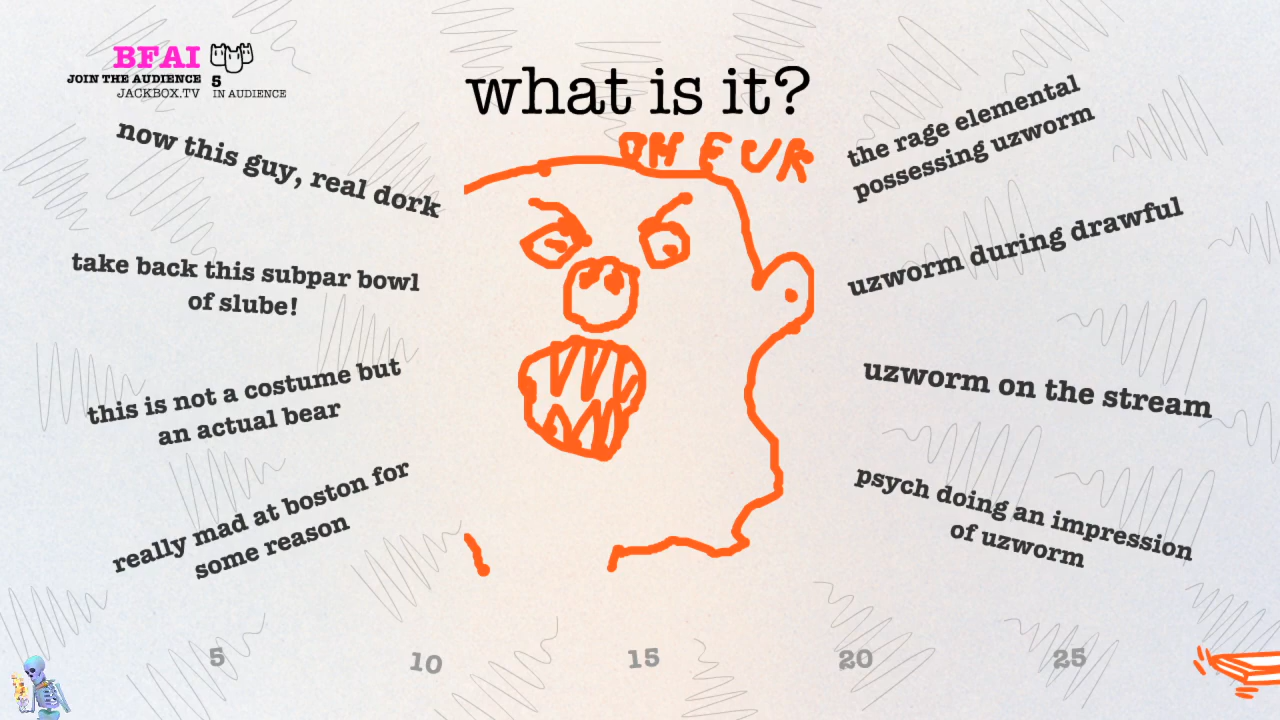 BFAI
JOIN THE AUDIENCE
JACKBOX.TV
5
IN AUDIENCE
what is it?
OH EUR
now this guy, real dork
take back this subpar bowl
of slube!
this is not a costume but
an actual bear
really mad at boston for
some reason
the rage elemental
possessing uzworm
uzworm during drawful
uzworm on the stream
psych doing an impression
of uzworm
5 10 15 20 25